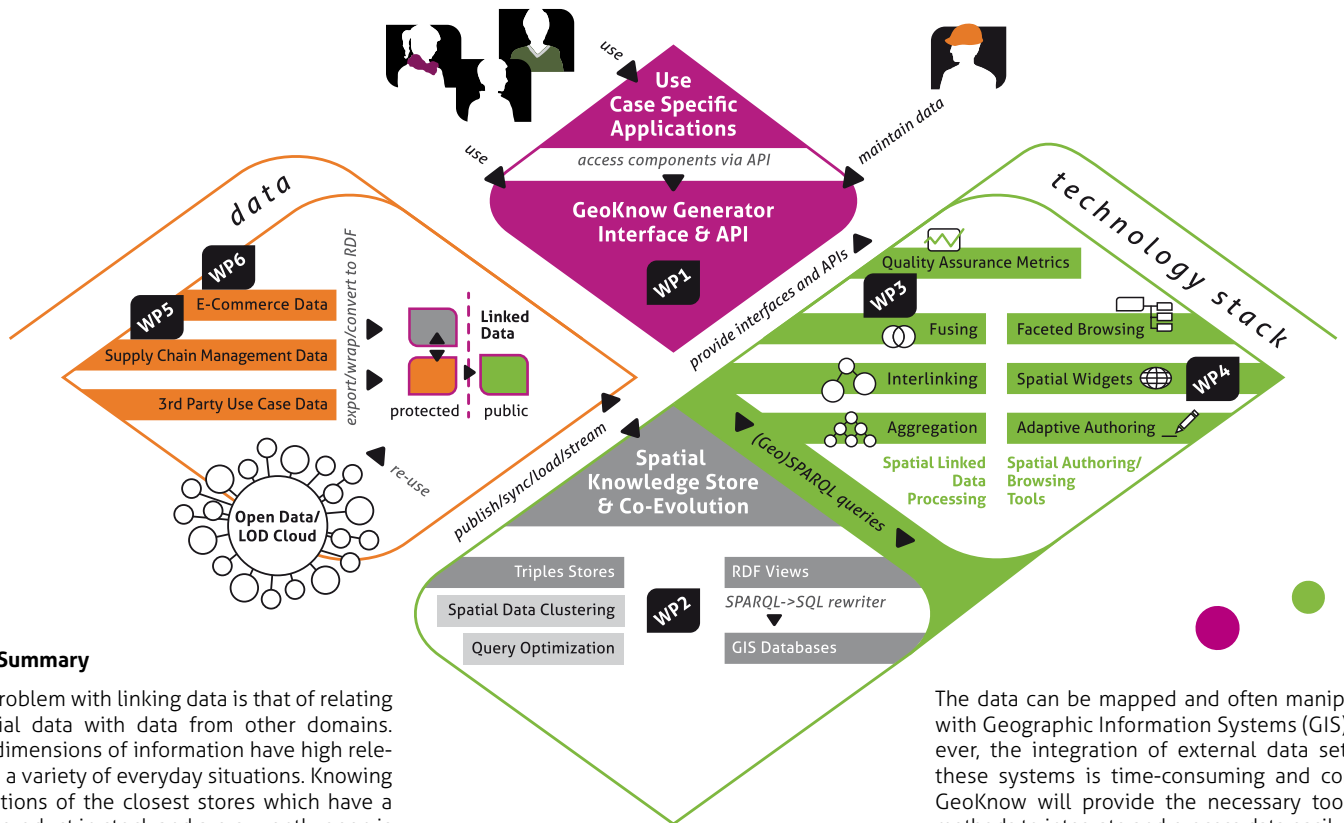 use
Use
Case Specific
Applications
use
access components via API
maintain data
GeoKnow Generator
Interface & API
WP1
data
WP6
E-Commerce Data
WP5
Supply Chain Management Data
3rd Party Use Case Data
export/wrap/convert to RDF
Linked
Data
protected
public
re-use
Open Data/
LOD Cloud
publish/sync/load/stream
provide interfaces and APIs
technology stack
Quality Assurance Metrics
WP3
Fusing
Faceted Browsing
Interlinking
Spatial Widgets
WP4
Aggregation
Adaptive Authoring
Spatial Linked
Data
Processing
Spatial Authoring/
Browsing
Tools
(Geo)SPARQL queries
Spatial
Knowledge Store
& Co-Evolution
Triples Stores
Spatial Data Clustering
Query Optimization
WP2
RDF Views
SPARQL->SQL rewriter
GIS Databases
Summary
roblem with linking data is that of relating
ial data with data from other domains.
dimensions of information have high rele-
a variety of everyday situations. Knowing
tions of the closest stores which have a
The data can be mapped and often manip
with Geographic Information Systems (GIS)
ever, the integration of external data set
these systems is time-consuming and co
GeoKnow will provide the necessary too